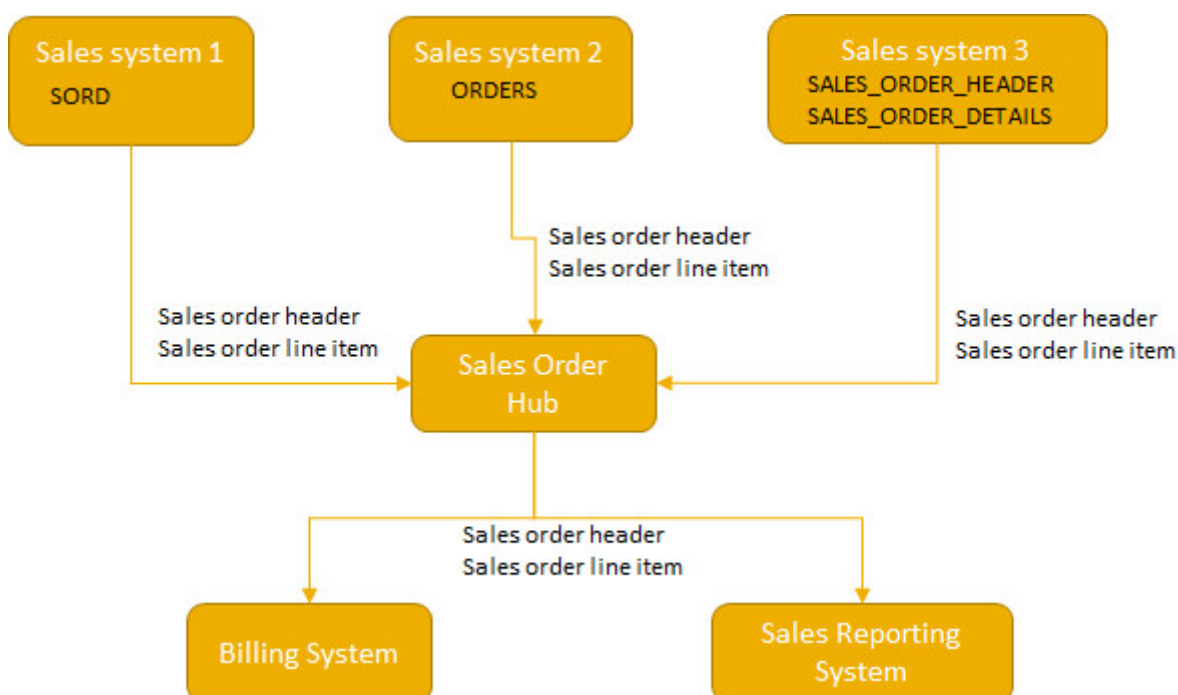 Sales system 1
SORD
Sales system 2
ORDERS
Sales system 3
SALES_ORDER_HEADER
SALES_ORDER_DETAILS
Sales order header
Sales order line item
Sales order header
Sales order line item
Sales order header
Sales order line item
Sales Order
Hub
Sales order header
Sales order line item
Billing System
Sales Reporting
System